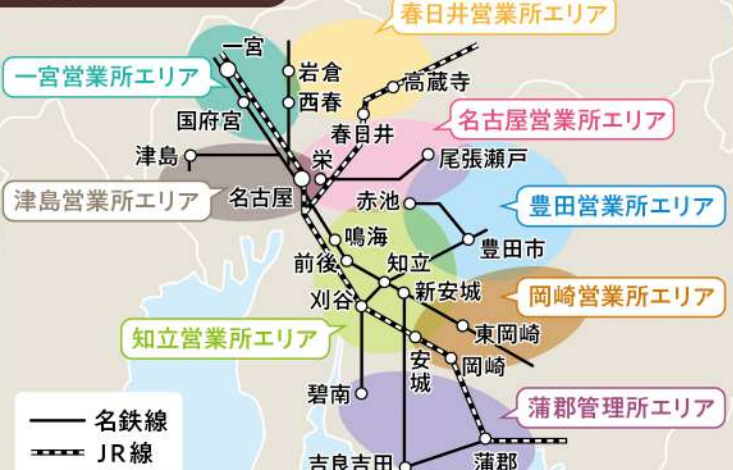 春日井営業所エリア
一宮
岩倉
一宮営業所エリア
高蔵寺
西春
国府宮
名古屋営業所エリア
春日井
津島
栄
尾張瀬戸
津島営業所エリア
名古屋
赤池
豊田営業所エリア
鳴海
豊田市
前後
知立
刈谷
新安城
岡崎営業所エリア
知立営業所エリア
東岡崎
安城
岡崎
碧南
蒲郡管理所エリア
名鉄線
JR線
吉良吉田
蒲郡